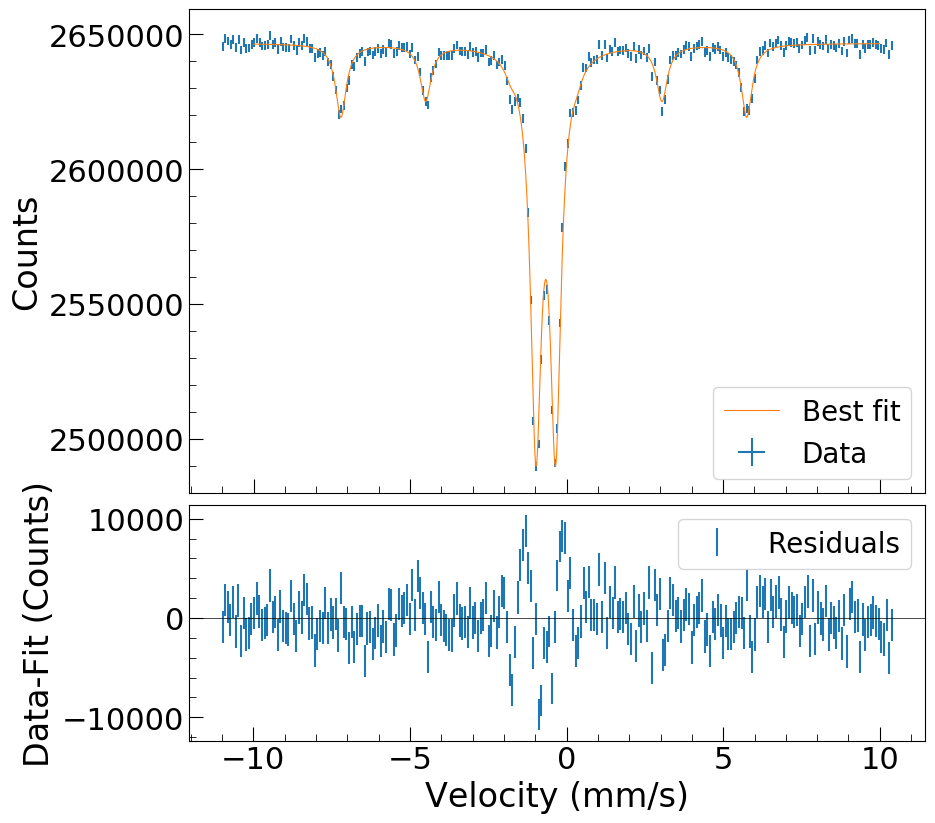 Counts
2650000
2600000
2550000
2500000
Best fit
Data
Data-Fit (Counts)
10000
0
−10000
Residuals
−10 −5 0 5 10
Velocity (mm/s)